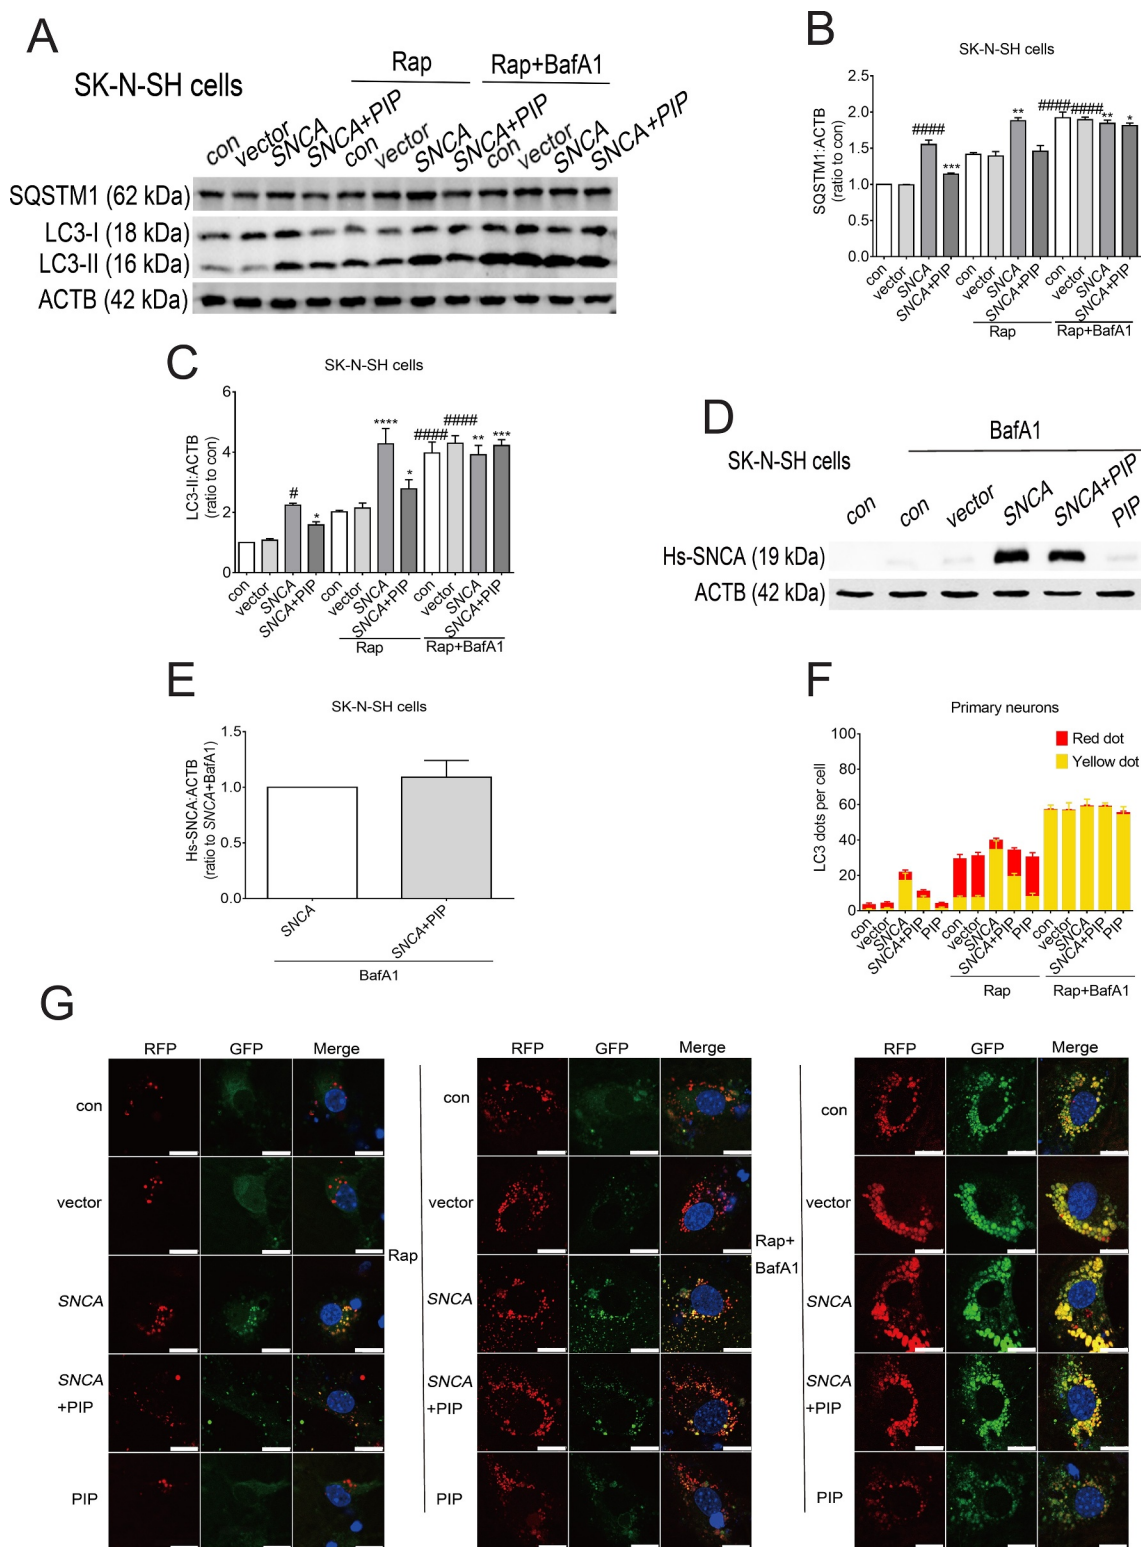 A
SK-N-SH cells
Rap
Rap+BafA1
con
vector
SNCA
SNCA+PIP
con
vector
SNCA
SNCA+PIP
con
vector
SNCA
SNCA+PIP
SQSTM1 (62 kDa)
LC3-I (18 kDa)
LC3-II (16 kDa)
ACTB (42 kDa)
B
SK-N-SH cells
SQSTM1:ACTB
(ratio to con)
2.5
2.0
1.5
1.0
0.5
0.0
####
***
**
####
####
**
*
con
vector
SNCA
SNCA+PIP
con
vector
SNCA
SNCA+PIP
con
vector
SNCA
SNCA+PIP
Rap
Rap+BafA1
C
SK-N-SH cells
LC3-II:ACTB
(ratio to con)
6
4
2
0
#
*
****
*
####
####
**
***
con
vector
SNCA
SNCA+PIP
con
vector
SNCA
SNCA+PIP
con
vector
SNCA
SNCA+PIP
Rap
Rap+BafA1
D
BafA1
SK-N-SH cells
con
con
vector
SNCA
SNCA+PIP
PIP
Hs-SNCA (19 kDa)
ACTB (42 kDa)
E
SK-N-SH cells
Hs-SNCA:ACTB
(ratio to SNCA+BafA1)
1.5
1.0
0.5
0.0
SNCA
SNCA+PIP
BafA1
F
Primary neurons
LC3 dots per cell
100
80
60
40
20
0
Red dot
Yellow dot
con
vector
SNCA
SNCA+PIP
PIP
con
vector
SNCA
SNCA+PIP
PIP
con
vector
SNCA
SNCA+PIP
PIP
Rap
Rap+BafA1
G
RFP GFP Merge
con
vector
SNCA
SNCA
+PIP
PIP
Rap
RFP GFP Merge
con
vector
SNCA
SNCA
+PIP
PIP
Rap+
BafA1
RFP GFP Merge
con
vector
SNCA
SNCA
+PIP
PIP